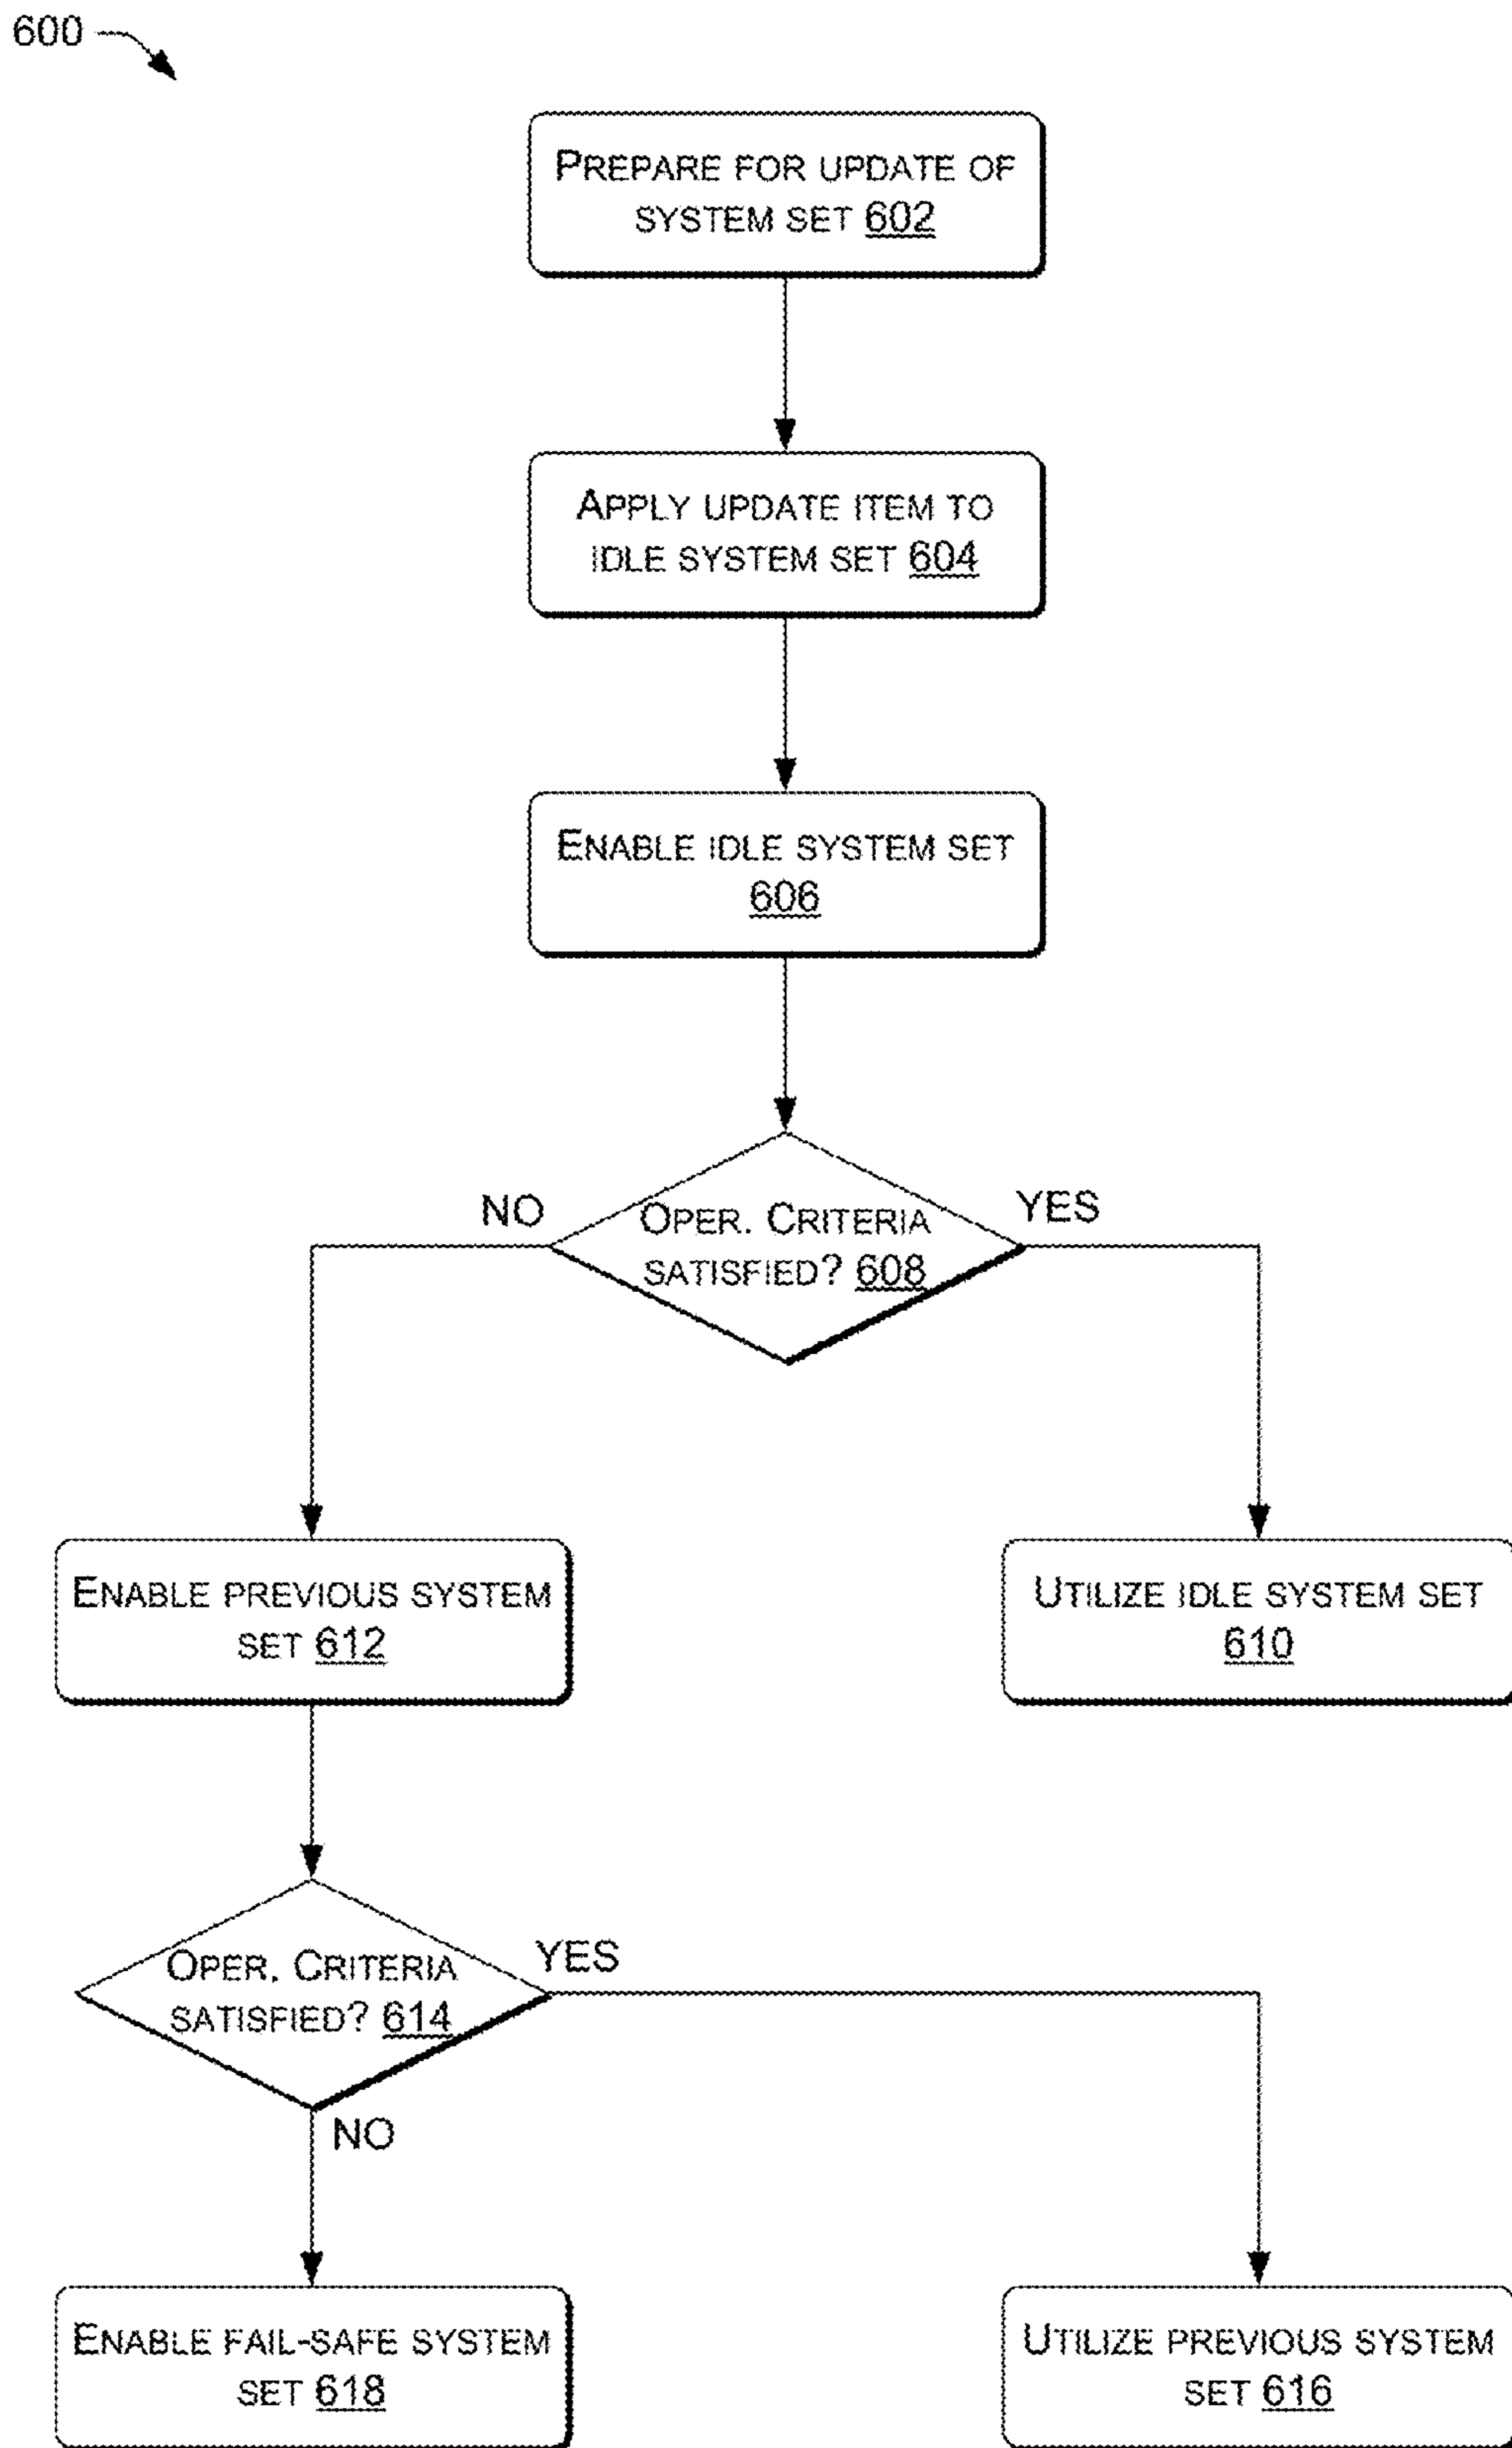 600
PREPARE FOR UPDATE OF
SYSTEM SET 602
APPLY UPDATE ITEM TO
IDLE SYSTEM SET 604
ENABLE IDLE SYSTEM SET
606
NO
YES
OPER. CRITERIA
SATISFIED? 608
ENABLE PREVIOUS SYSTEM
SET 612
UTILIZE IDLE SYSTEM SET
610
OPER. CRITERIA
SATISFIED? 614
YES
NO
ENABLE FAIL-SAFE SYSTEM
SET 618
UTILIZE PREVIOUS SYSTEM
SET 616